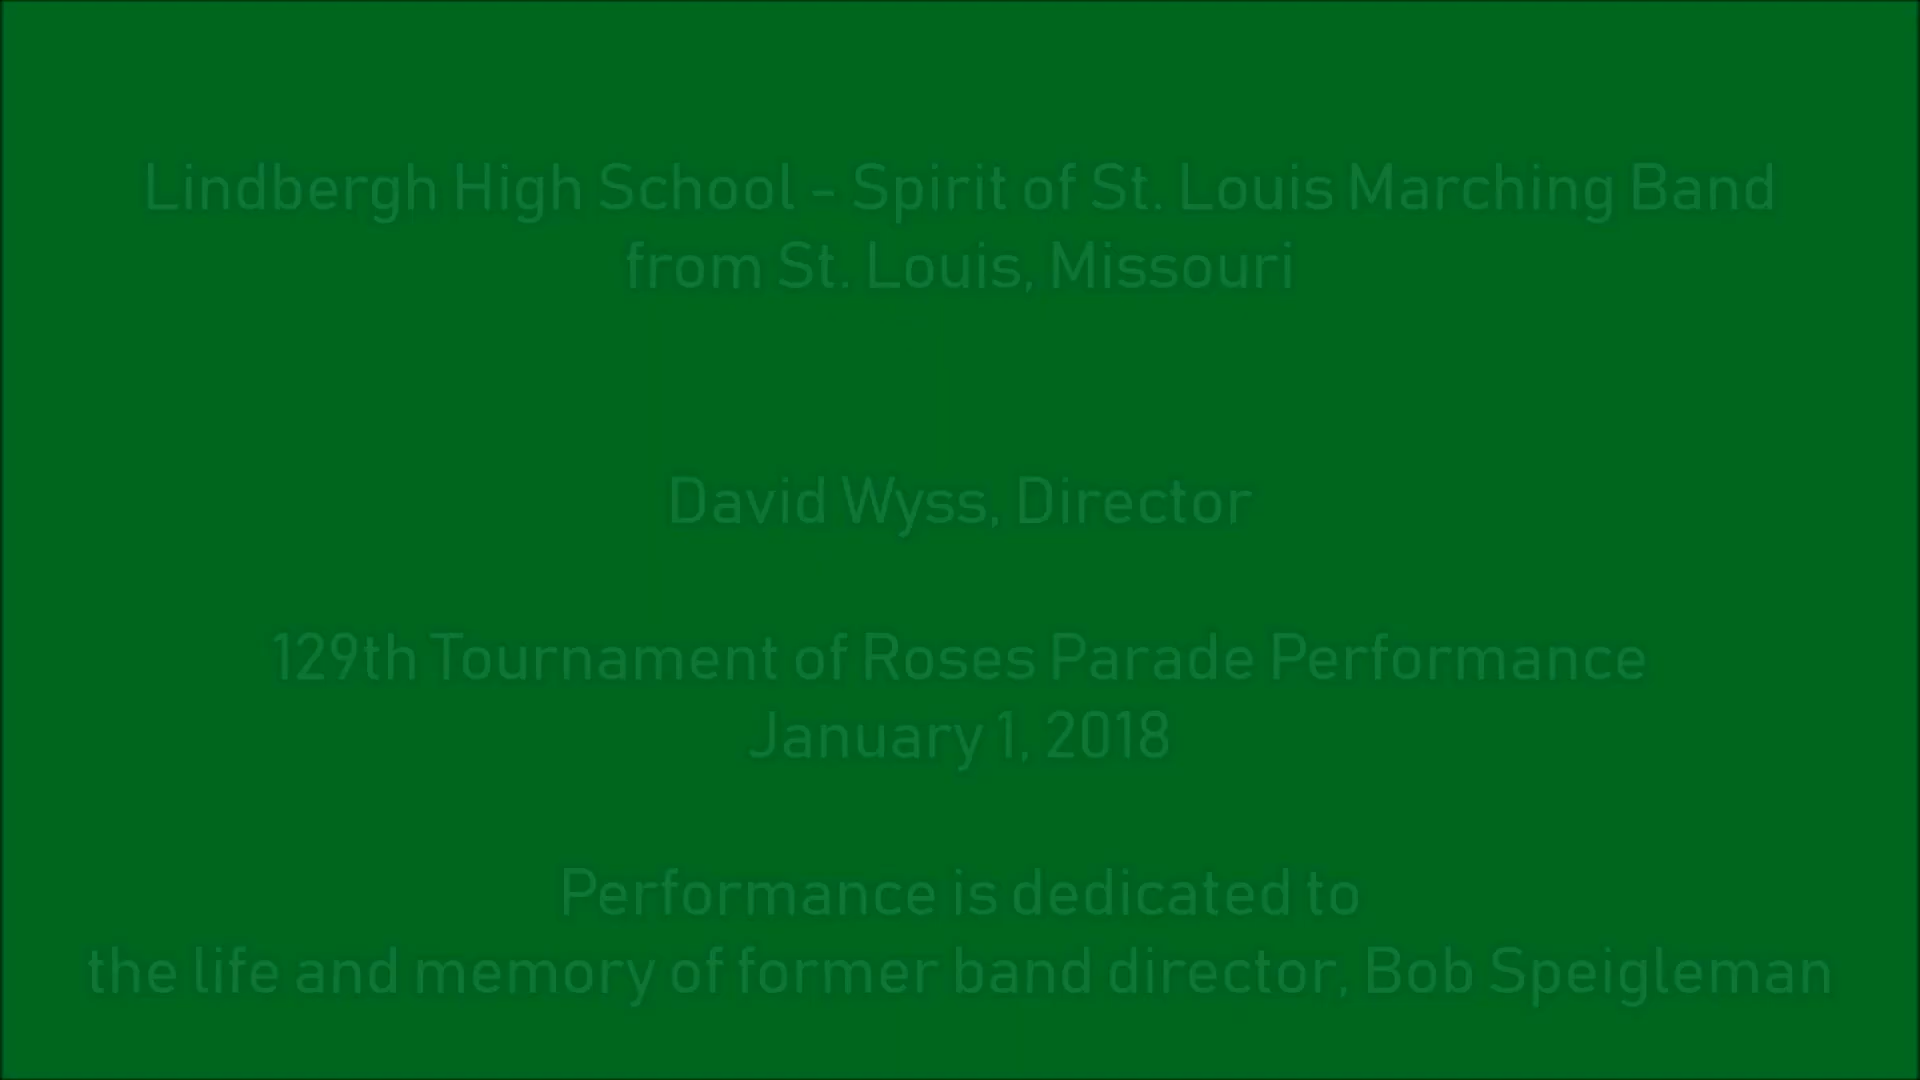 Lindbergh High School - Spirit of St. Louis Marching Band
from St. Louis, Missouri
David Wyss, Director
129th Tournament of Roses Parade Performance
January 1, 2018
Performance is dedicated to
the life and memory of former band director, Bob Speigleman